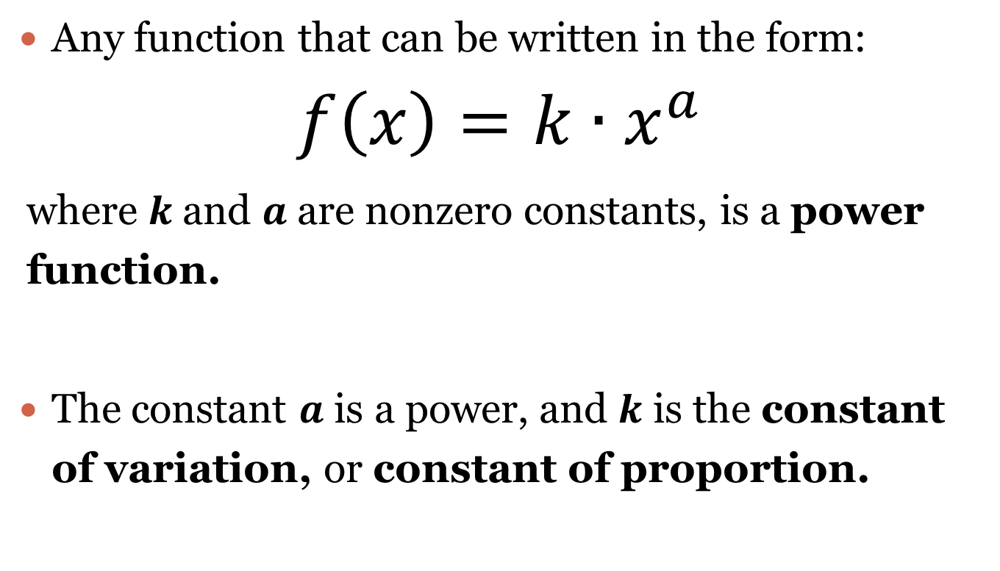 • Any function that can be written in the form:
f(x) = k · xᵃ
where k and a are nonzero constants, is a power
function.
• The constant a is a power, and k is the constant
of variation, or constant of proportion.